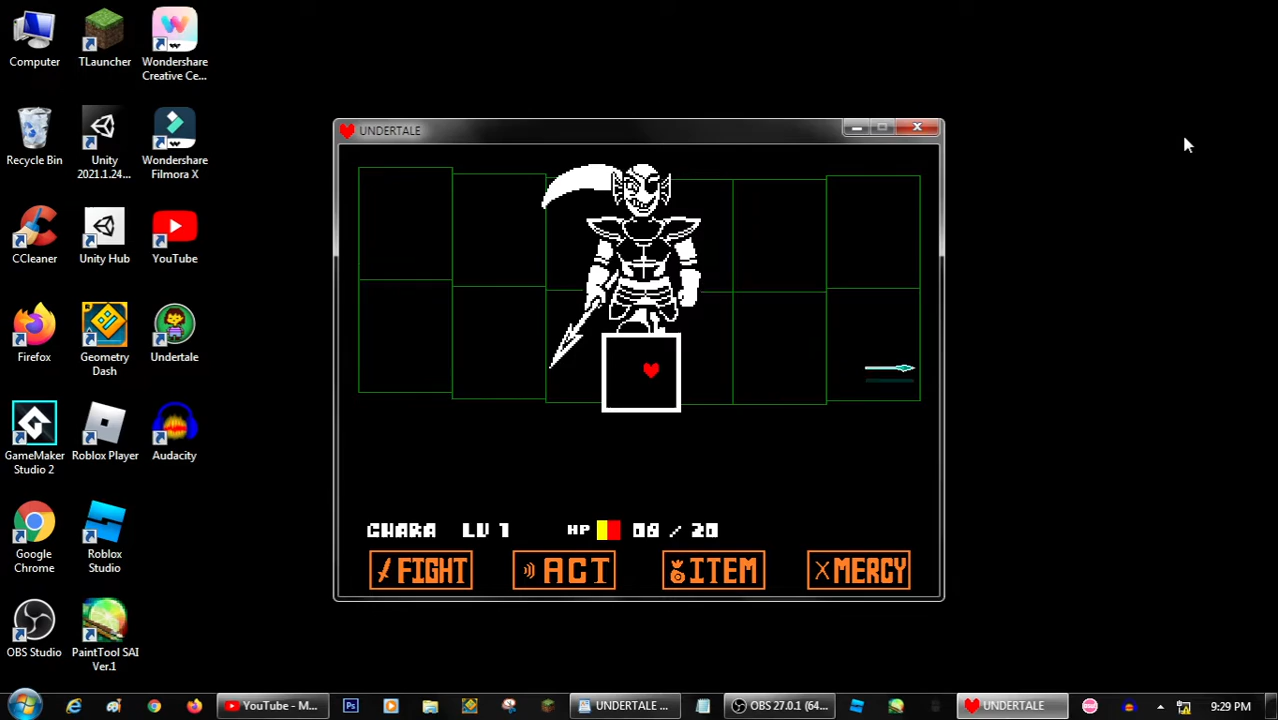 Computer
TLauncher
Wondershare
Creative Ce...
Recycle Bin
Unity
2021.1.24...
Wondershare
Filmora X
CCleaner
Unity Hub
YouTube
Firefox
Geometry
Dash
Undertale
GameMaker
Studio 2
Roblox Player
Audacity
Google
Chrome
Roblox
Studio
OBS Studio
PaintTool SAI
Ver.1
UNDERTALE
CHARA LV 1 HP 08 / 20
FIGHT
ACT
ITEM
MERCY
YouTube - M...
Ps
UNDERTALE ...
OBS 27.0.1 (64...
UNDERTALE
9:29 PM